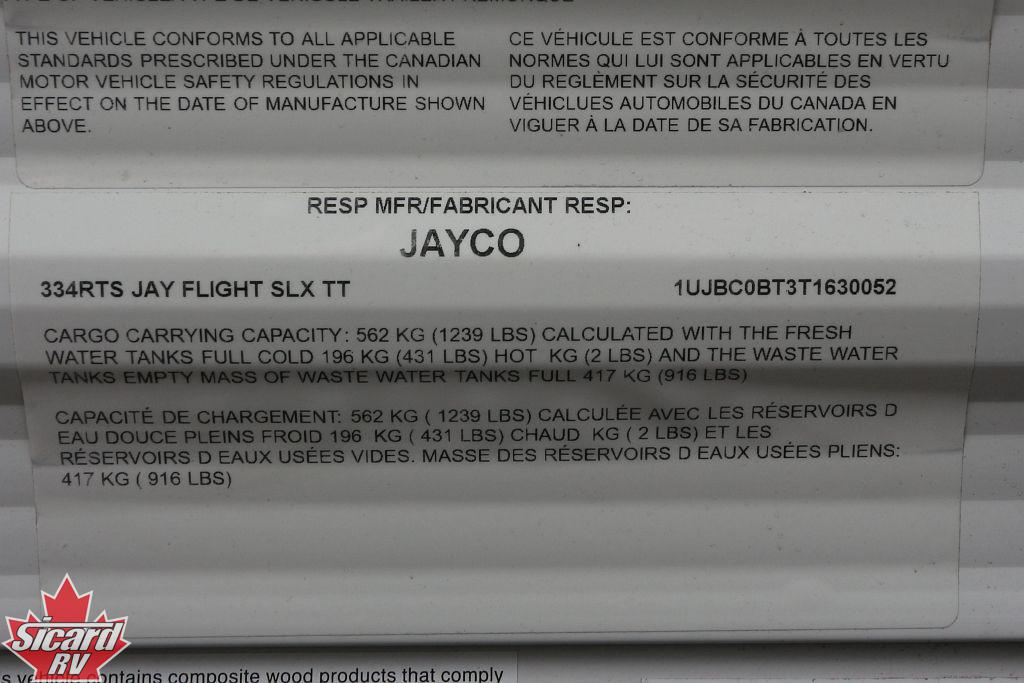 THIS VEHICLE CONFORMS TO ALL APPLICABLE
STANDARDS PRESCRIBED UNDER THE CANADIAN
MOTOR VEHICLE SAFETY REGULATIONS IN
EFFECT ON THE DATE OF MANUFACTURE SHOWN
ABOVE.
CE VÉHICULE EST CONFORME À TOUTES LES
NORMES QUI LUI SONT APPLICABLES EN VERTU
DU REGLÈMENT SUR LA SÉCURITÉ DES
VÉHICLUES AUTOMOBILES DU CANADA EN
VIGUER À LA DATE DE SA FABRICATION.
RESP MFR/FABRICANT RESP:
JAYCO
334RTS JAY FLIGHT SLX TT
1UJBC0BT3T1630052
CARGO CARRYING CAPACITY: 562 KG (1239 LBS) CALCULATED WITH THE FRESH
WATER TANKS FULL COLD 196 KG (431 LBS) HOT KG (2 LBS) AND THE WASTE WATER
TANKS EMPTY MASS OF WASTE WATER TANKS FULL 417 KG (916 LBS)
CAPACITÉ DE CHARGEMENT: 562 KG ( 1239 LBS) CALCULÉE AVEC LES RÉSERVOIRS D
EAU DOUCE PLEINS FROID 196 KG ( 431 LBS) CHAUD KG ( 2 LBS) ET LES
RÉSERVOIRS D EAUX USÉES VIDES. MASSE DES RÉSERVOIRS D EAUX USÉES PLIENS:
417 KG ( 916 LBS)
Sicard
RV
vehicle contains composite wood products that comply